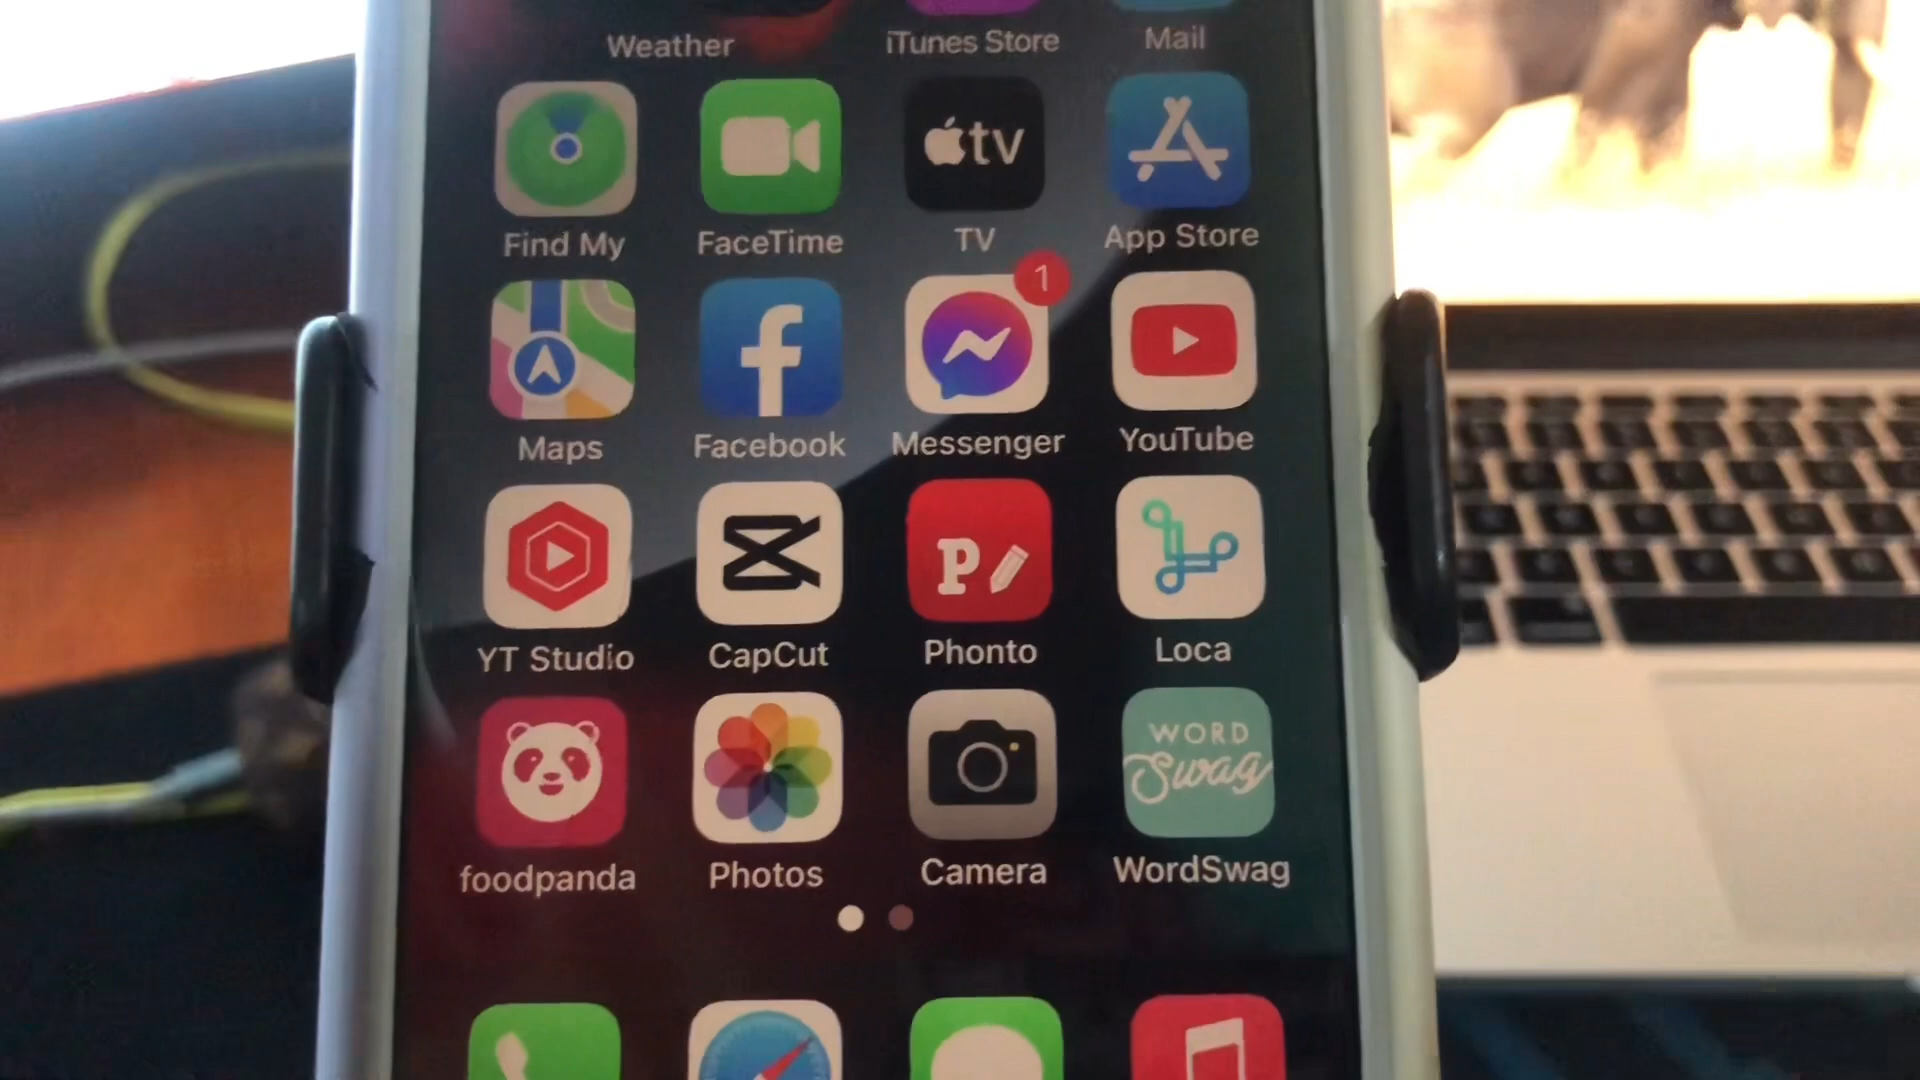 Weather iTunes Store Mail
tv
Find My FaceTime TV App Store
1
Maps Facebook Messenger YouTube
P
YT Studio CapCut Phonto Loca
WORD
Swag
foodpanda Photos Camera WordSwag